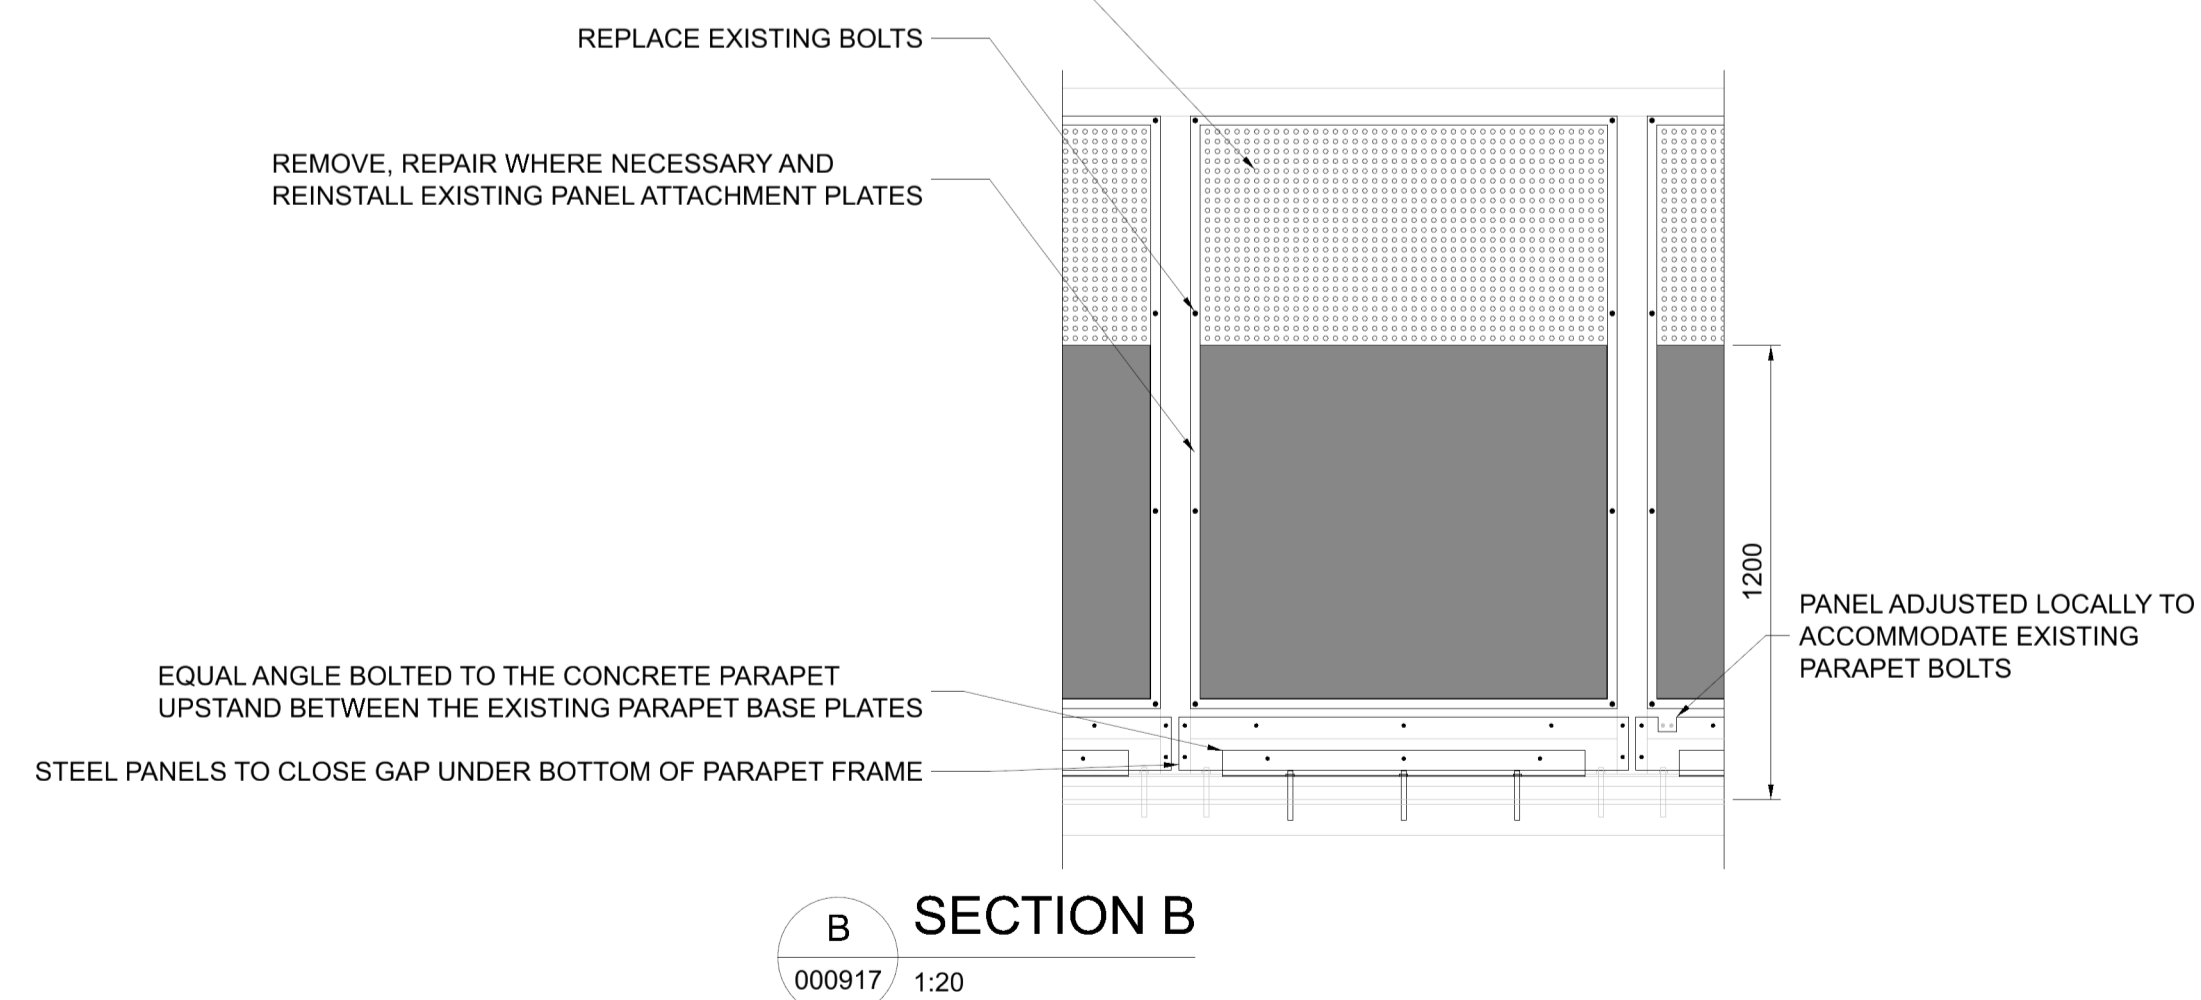 REPLACE EXISTING BOLTS
REMOVE, REPAIR WHERE NECESSARY AND
REINSTALL EXISTING PANEL ATTACHMENT PLATES
1200
PANEL ADJUSTED LOCALLY TO
ACCOMMODATE EXISTING
PARAPET BOLTS
EQUAL ANGLE BOLTED TO THE CONCRETE PARAPET
UPSTAND BETWEEN THE EXISTING PARAPET BASE PLATES
STEEL PANELS TO CLOSE GAP UNDER BOTTOM OF PARAPET FRAME
B
SECTION B
000917
1:20